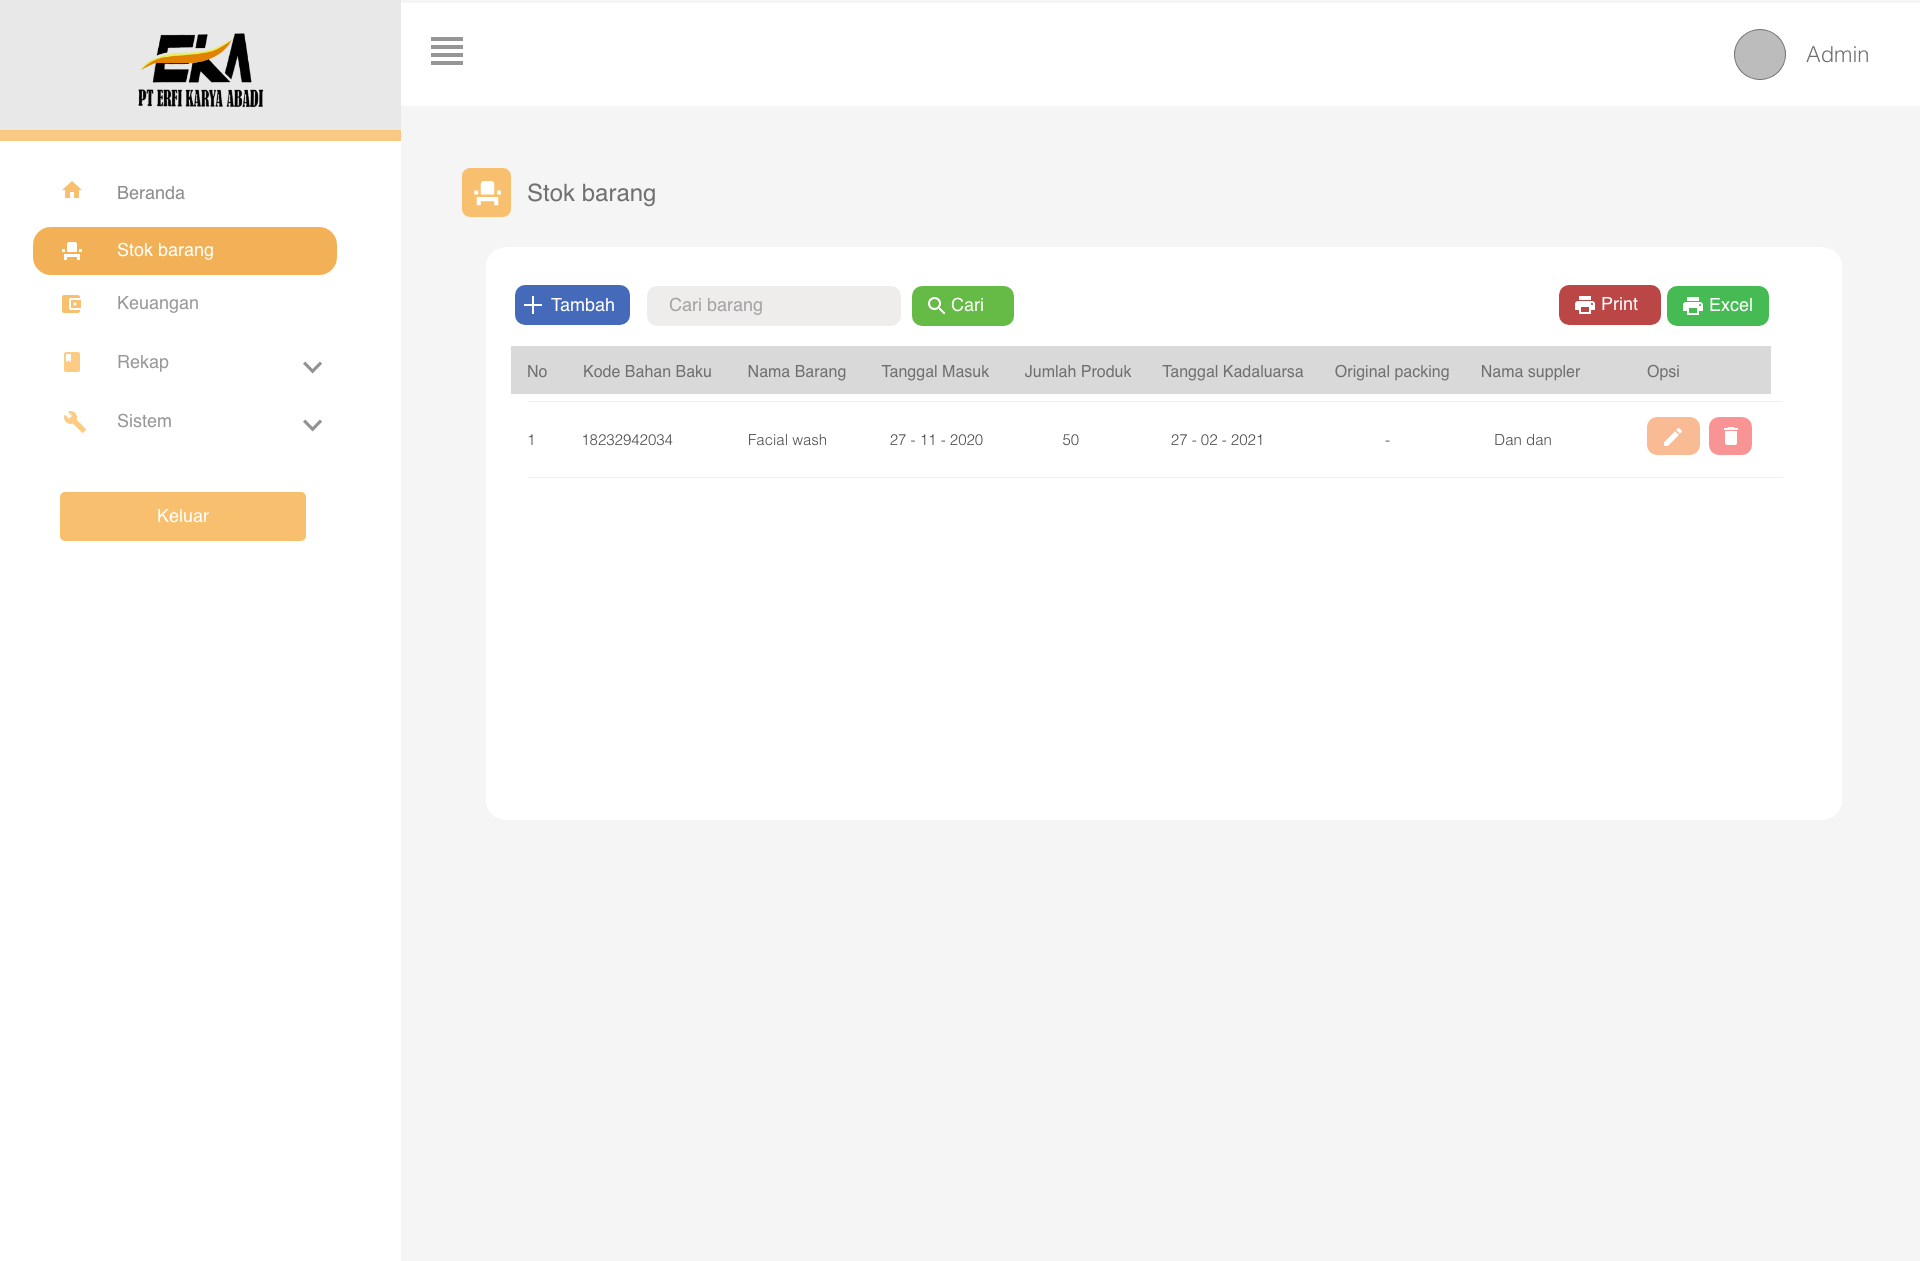 EKA
PT ERFI KARYA ABADI
Admin
Beranda
Stok barang
Keuangan
Rekap
Sistem
Keluar
Stok barang
Tambah
Cari barang
Cari
Print
Excel
No Kode Bahan Baku Nama Barang Tanggal Masuk Jumlah Produk Tanggal Kadaluarsa Original packing Nama suppler Opsi
1 18232942034 Facial wash 27 - 11 - 2020 50 27 - 02 - 2021 - Dan dan